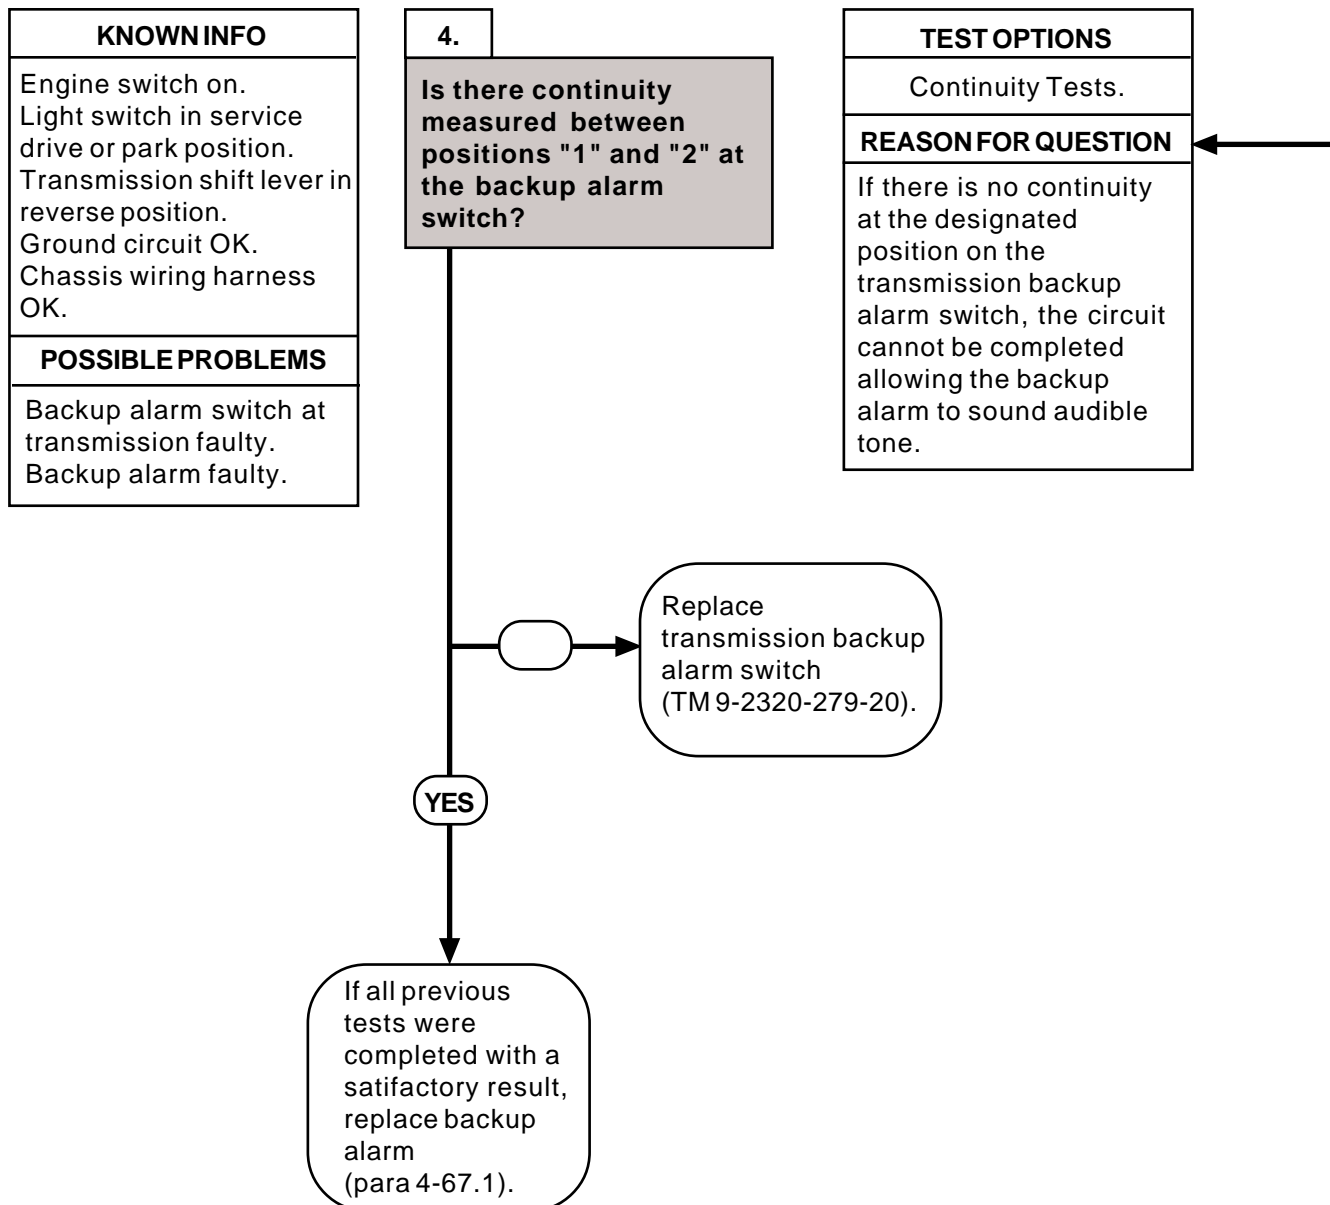 KNOWN INFO
Engine switch on.
Light switch in service
drive or park position.
Transmission shift lever in
reverse position.
Ground circuit OK.
Chassis wiring harness
OK.
POSSIBLE PROBLEMS
Backup alarm switch at
transmission faulty.
Backup alarm faulty.
4.
Is there continuity
measured between
positions "1" and "2" at
the backup alarm
switch?
TEST OPTIONS
Continuity Tests.
REASON FOR QUESTION
If there is no continuity
at the designated
position on the
transmission backup
alarm switch, the circuit
cannot be completed
allowing the backup
alarm to sound audible
tone.
Replace
transmission backup
alarm switch
(TM 9-2320-279-20).
YES
If all previous
tests were
completed with a
satifactory result,
replace backup
alarm
(para 4-67.1).